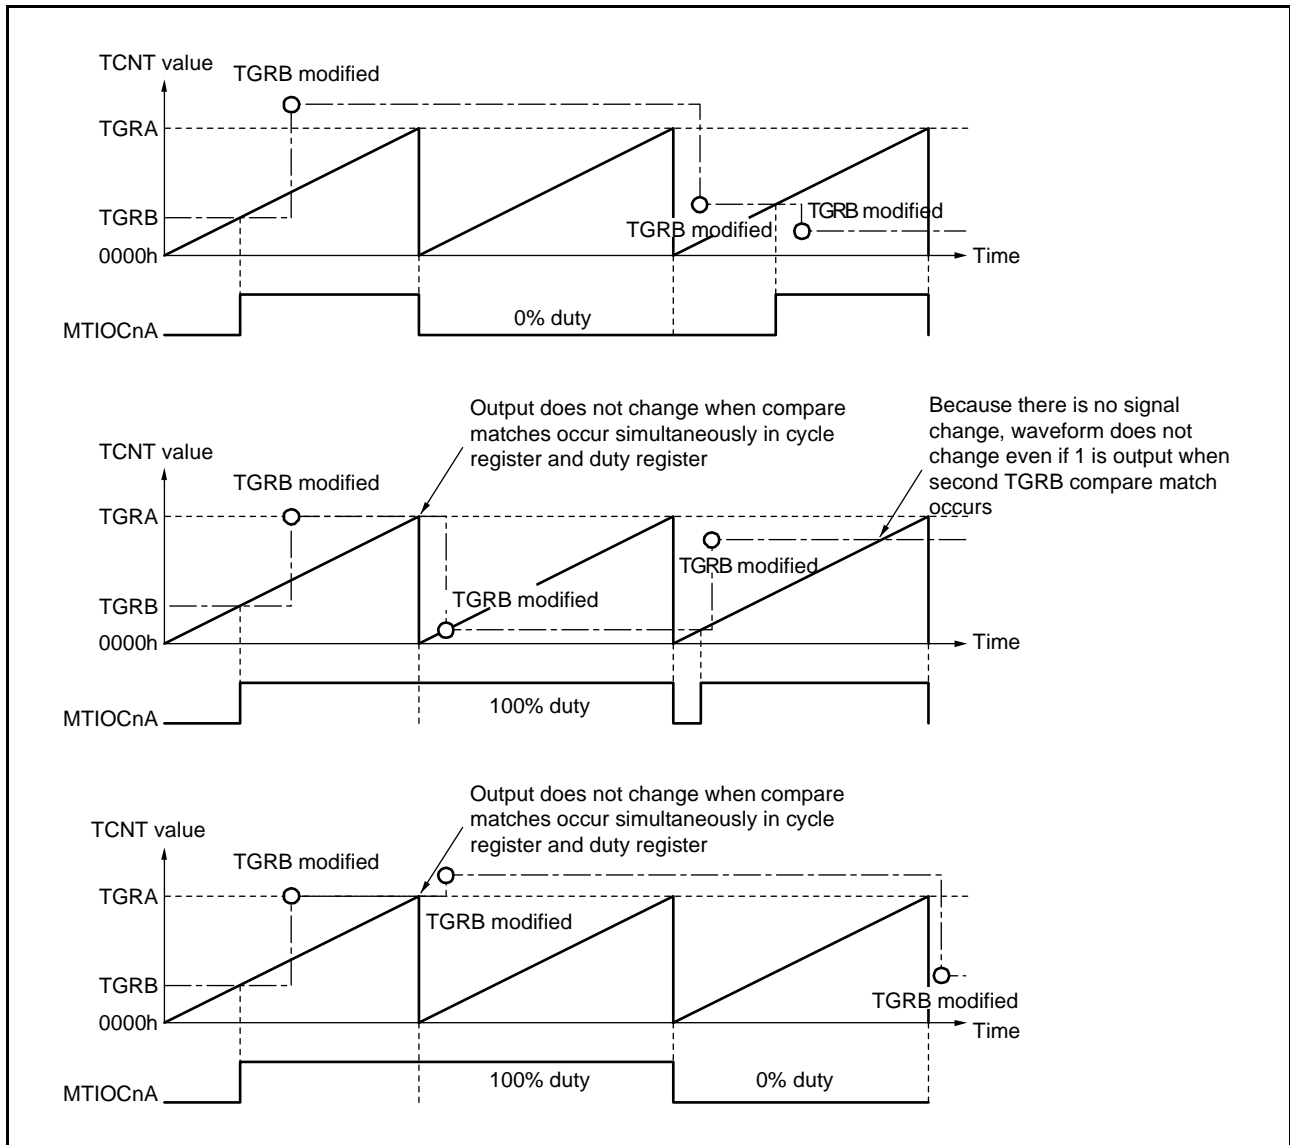 TCNT value
TGRB modified
TGRA
TGRB
TGRB modified
TGRB modified
0000h
Time
0% duty
MTIOCnA
Output does not change when compare
matches occur simultaneously in cycle
register and duty register
Because there is no signal
change, waveform does not
change even if 1 is output when
second TGRB compare match
occurs
TCNT value
TGRB modified
TGRA
TGRB modified
TGRB modified
TGRB
0000h
Time
100% duty
MTIOCnA
Output does not change when compare
matches occur simultaneously in cycle
register and duty register
TCNT value
TGRB modified
TGRA
TGRB modified
TGRB
TGRB modified
0000h
Time
100% duty
0% duty
MTIOCnA